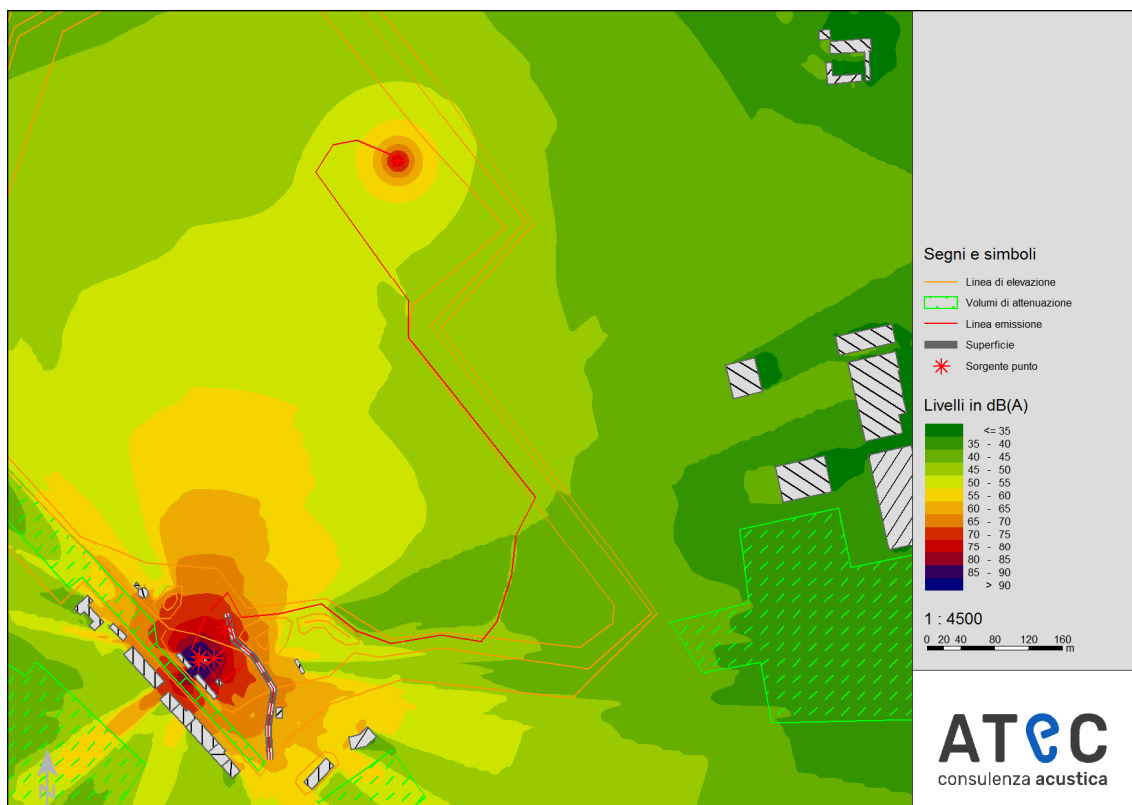 Segni e simboli
Linea di elevazione
Volumi di attenuazione
Linea emissione
Superficie
Sorgente punto
Livelli in dB(A)
<= 35
35 - 40
40 - 45
45 - 50
50 - 55
55 - 60
60 - 65
65 - 70
70 - 75
75 - 80
80 - 85
85 - 90
> 90
1 : 4500
0 20 40 80 120 160
m
ATeC
consulenza acustica